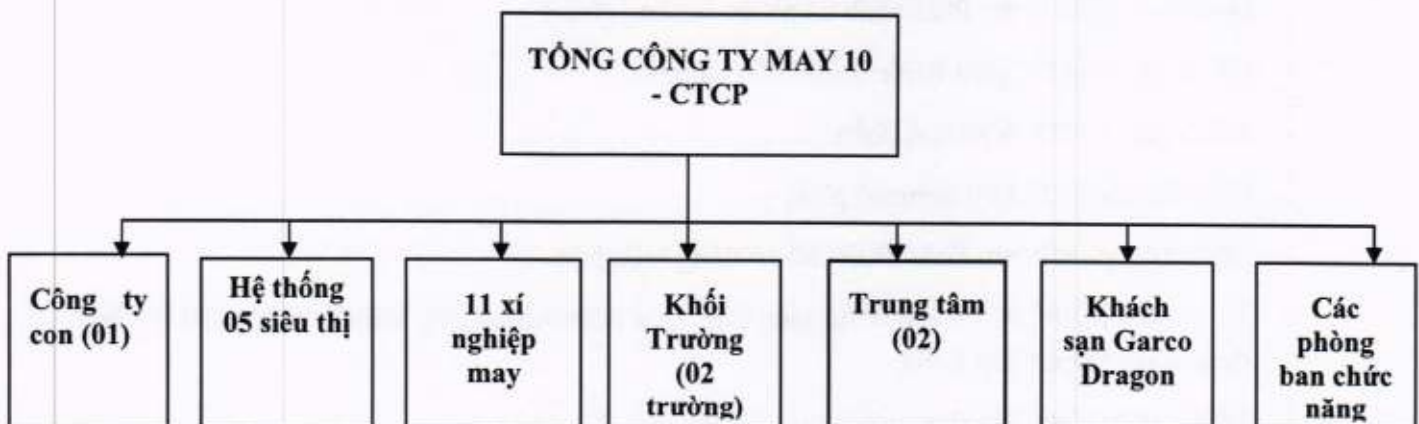 TỔNG CÔNG TY MAY 10
- CTCP
Công ty
con (01)
Hệ thống
05 siêu thị
11 xí
nghiệp
may
Khối
Trường
(02
trường)
Trung tâm
(02)
Khách
sạn Garco
Dragon
Các
phòng
ban chức
năng